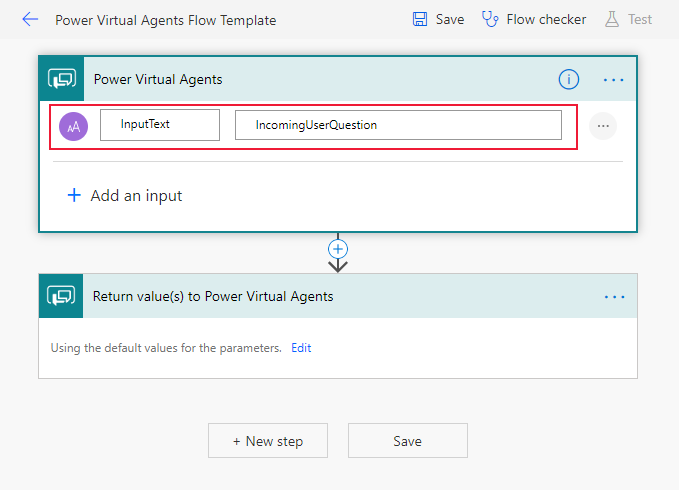 Power Virtual Agents Flow Template Save Flow checker Test
Power Virtual Agents
AA InputText IncomingUserQuestion
+ Add an input
Return value(s) to Power Virtual Agents
Using the default values for the parameters. Edit
+ New step Save